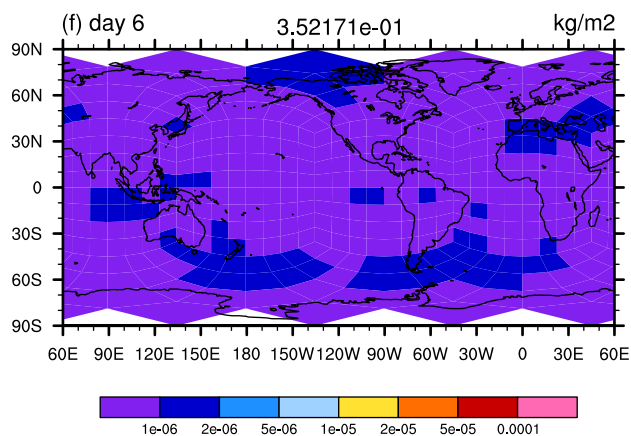 (f) day 6 3.52171e-01 kg/m2
90N
60N
30N
0
30S
60S
90S
60E 90E 120E 150E 180 150W 120W 90W 60W 30W 0 30E 60E
1e-06 2e-06 5e-06 1e-05 2e-05 5e-05 0.0001